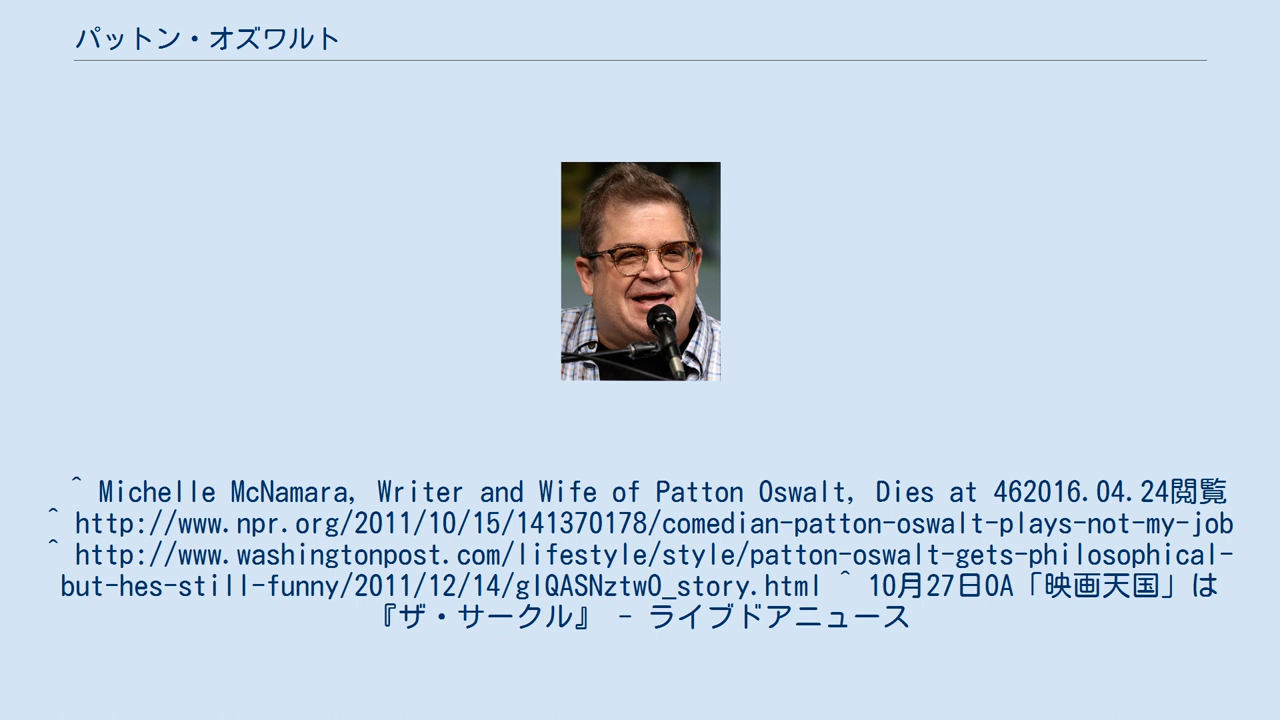 パットン・オズワルト
^ Michelle McNamara, Writer and Wife of Patton Oswalt, Dies at 462016.04.24閲覧
^ http://www.npr.org/2011/10/15/141370178/comedian-patton-oswalt-plays-not-my-job
^ http://www.washingtonpost.com/lifestyle/style/patton-oswalt-gets-philosophical-
but-hes-still-funny/2011/12/14/gIQASNztwO_story.html ^ 10月27日OA「映画天国」は
『ザ・サークル』 - ライブドアニュース